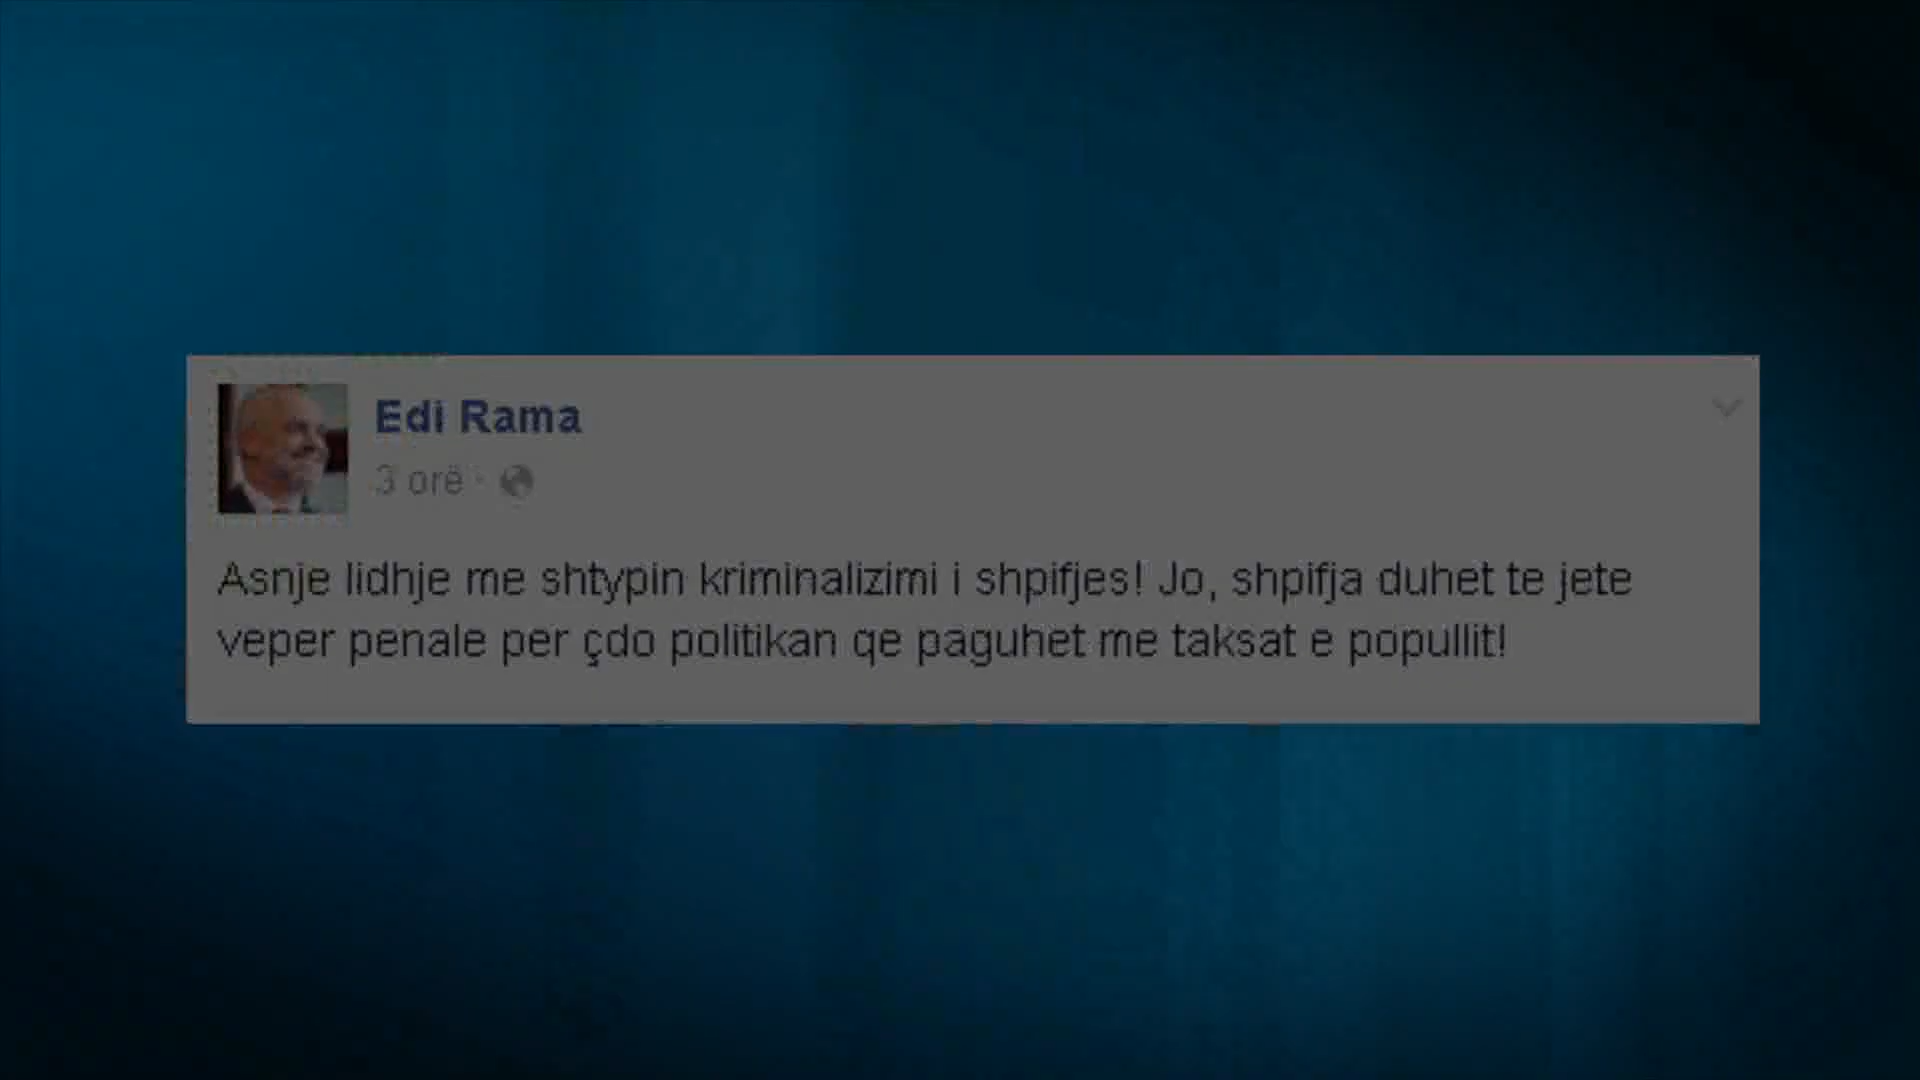 Edi Rama
3 orë ·
Asnje lidhje me shtypin kriminalizimi i shpifjes! Jo, shpifja duhet te jete
veper penale per çdo politikan qe paguhet me taksat e popullit!